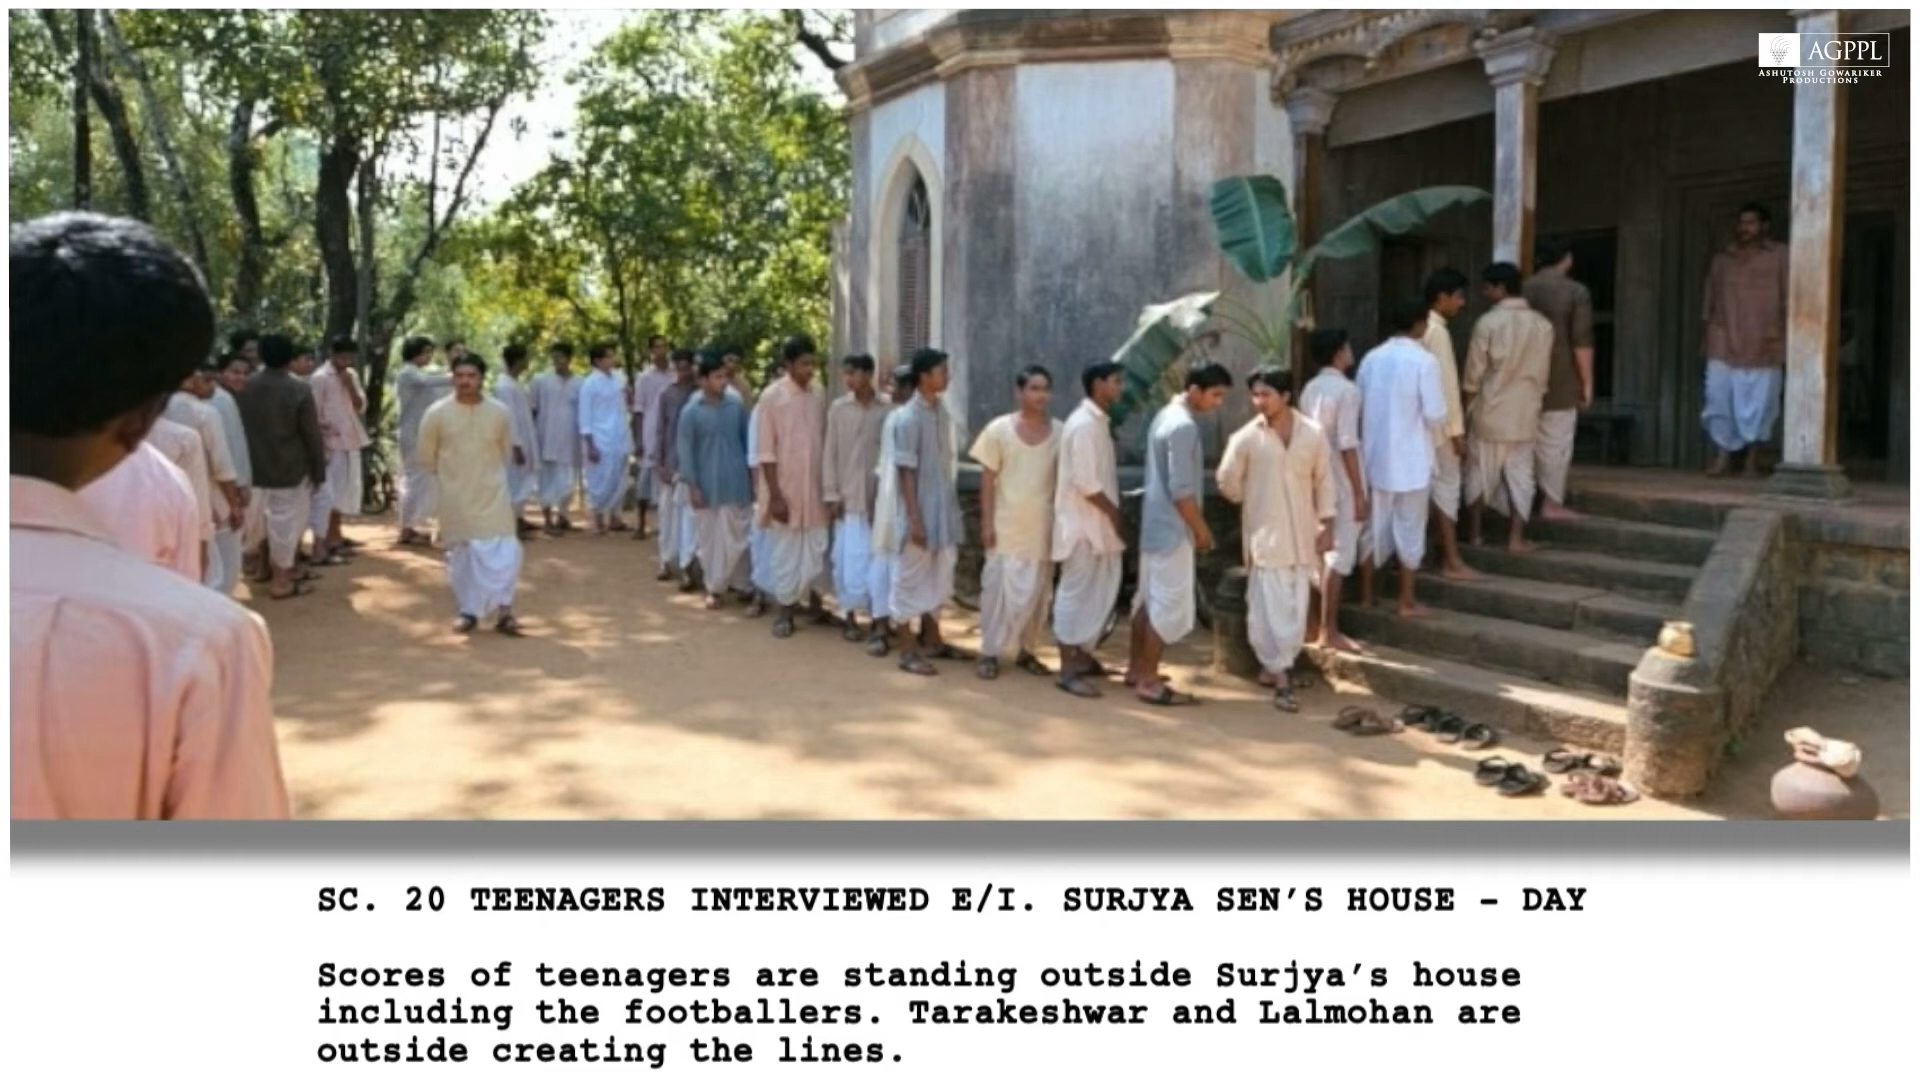 AGPPL
ASHUTOSH GOWARIKER
PRODUCTIONS
SC. 20 TEENAGERS INTERVIEWED E/I. SURJYA SEN’S HOUSE – DAY
Scores of teenagers are standing outside Surjya’s house
including the footballers. Tarakeshwar and Lalmohan are
outside creating the lines.